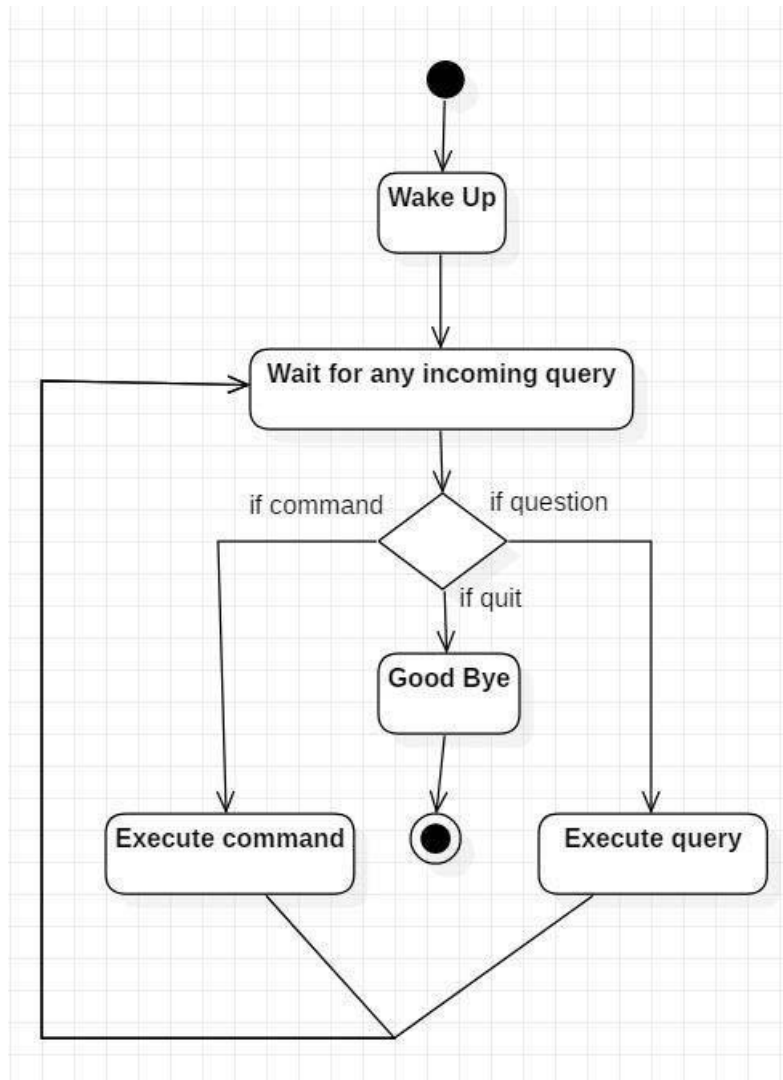 Wake Up
Wait for any incoming query
if command
if question
if quit
Good Bye
Execute command
Execute query